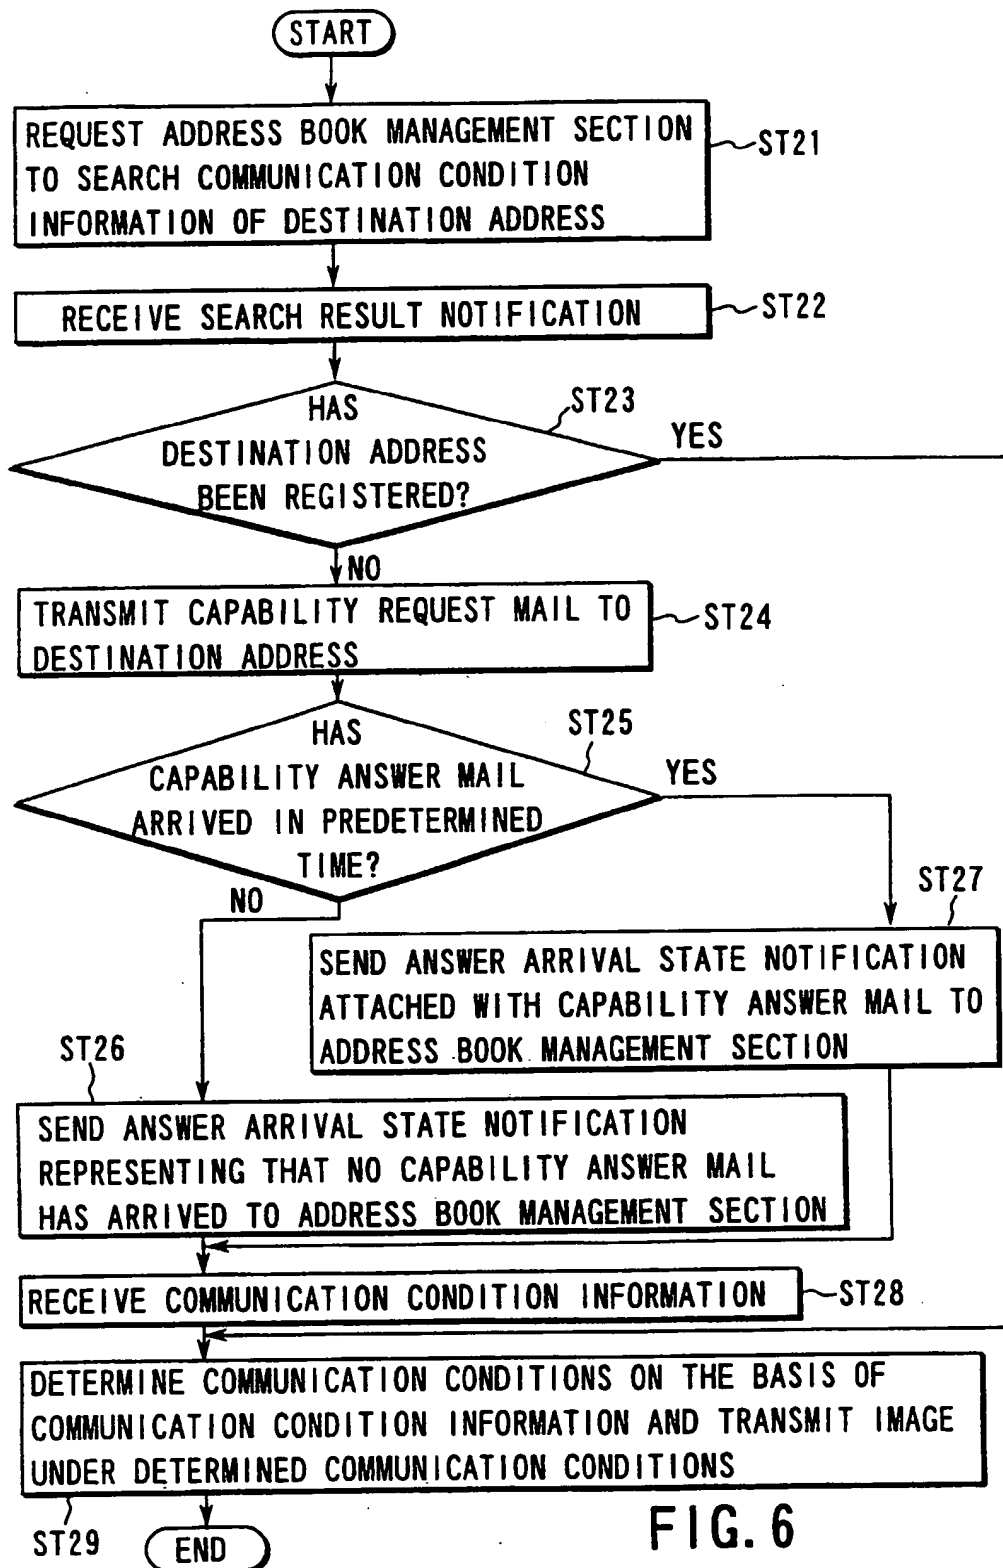 START
REQUEST ADDRESS BOOK MANAGEMENT SECTION
TO SEARCH COMMUNICATION CONDITION
INFORMATION OF DESTINATION ADDRESS
ST21
RECEIVE SEARCH RESULT NOTIFICATION
ST22
HAS
DESTINATION ADDRESS
BEEN REGISTERED?
ST23
YES
NO
TRANSMIT CAPABILITY REQUEST MAIL TO
DESTINATION ADDRESS
ST24
HAS
CAPABILITY ANSWER MAIL
ARRIVED IN PREDETERMINED
TIME?
ST25
YES
NO
ST27
SEND ANSWER ARRIVAL STATE NOTIFICATION
ATTACHED WITH CAPABILITY ANSWER MAIL TO
ADDRESS BOOK MANAGEMENT SECTION
ST26
SEND ANSWER ARRIVAL STATE NOTIFICATION
REPRESENTING THAT NO CAPABILITY ANSWER MAIL
HAS ARRIVED TO ADDRESS BOOK MANAGEMENT SECTION
RECEIVE COMMUNICATION CONDITION INFORMATION
ST28
DETERMINE COMMUNICATION CONDITIONS ON THE BASIS OF
COMMUNICATION CONDITION INFORMATION AND TRANSMIT IMAGE
UNDER DETERMINED COMMUNICATION CONDITIONS
ST29
END
FIG. 6